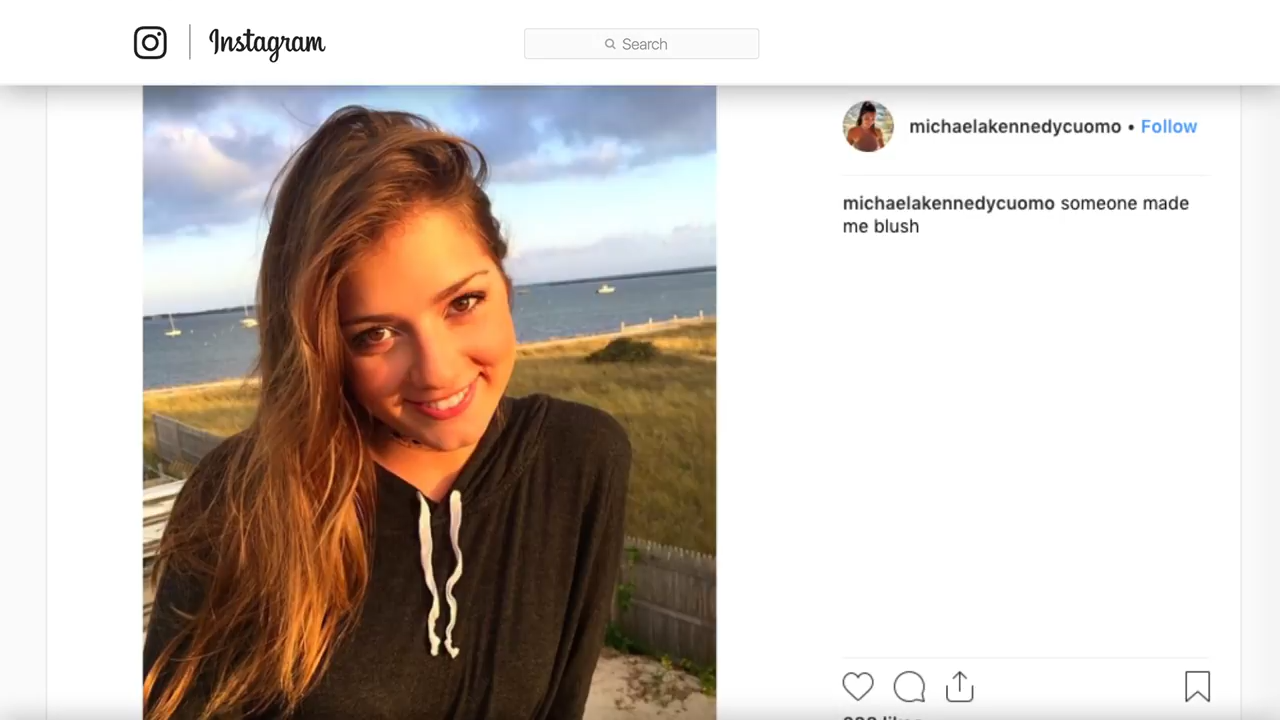 Instagram
Search
michaelakennedycuomo • Follow
michaelakennedycuomo someone made
me blush